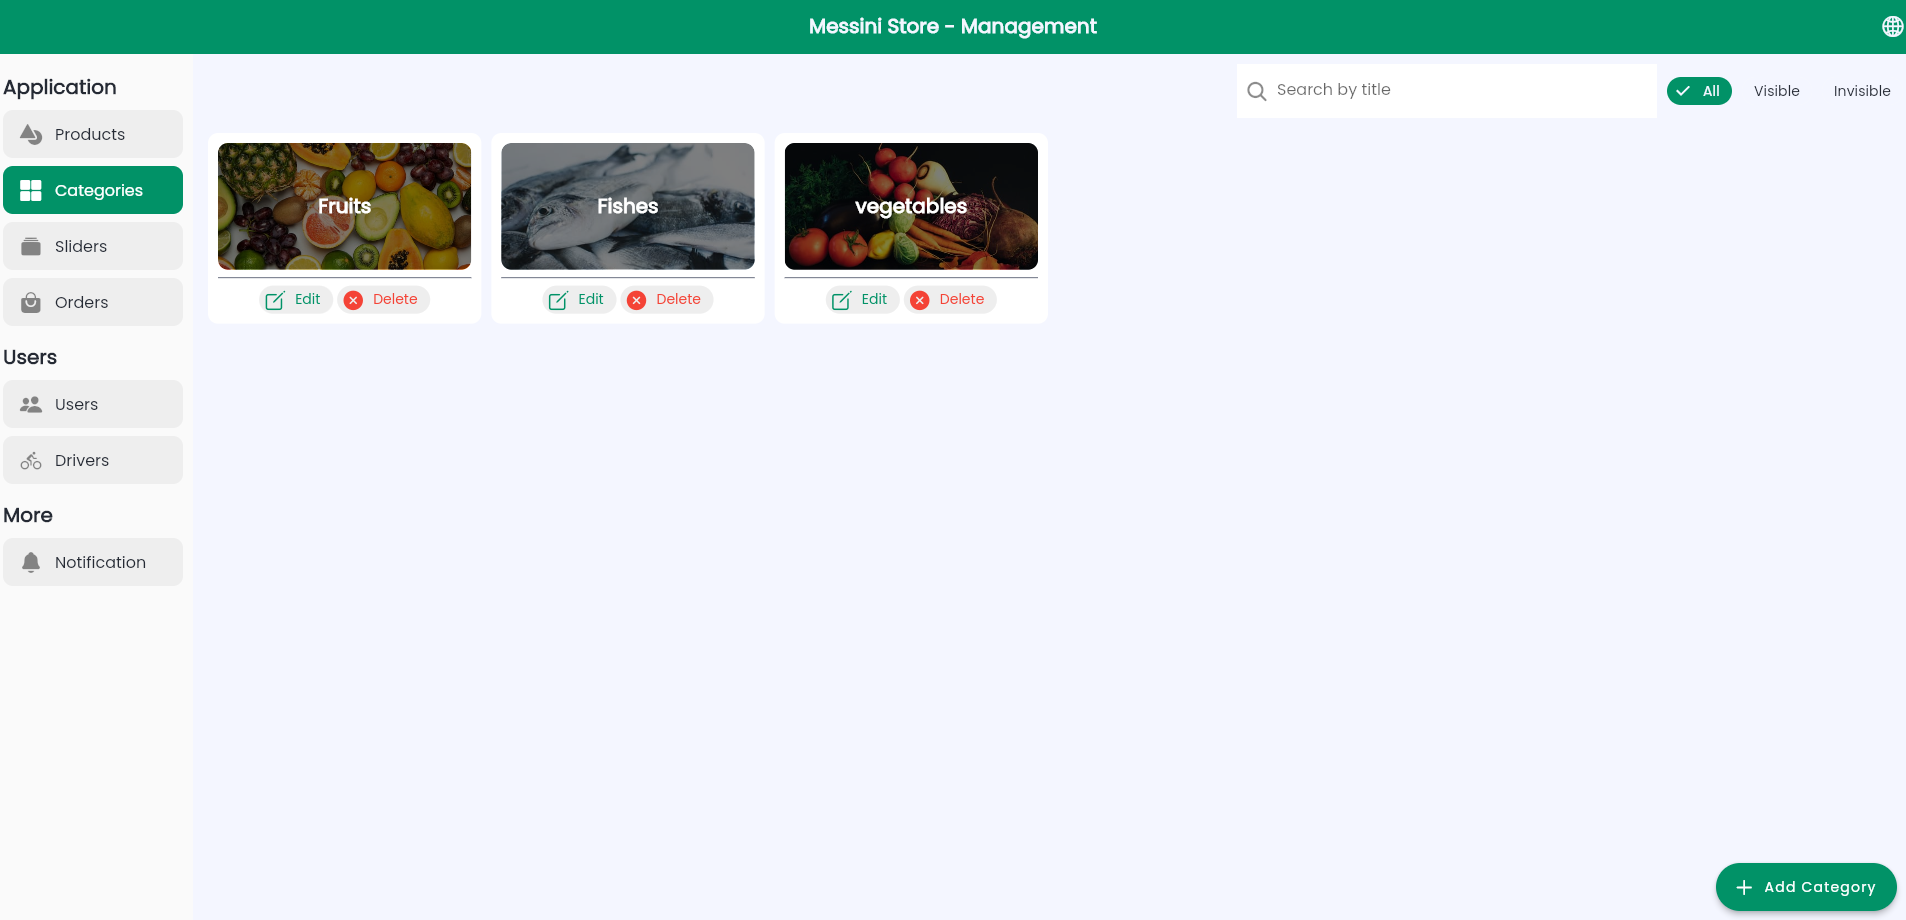 Messini Store - Management
Application
Products
Categories
Sliders
Orders
Users
Users
Drivers
More
Notification
Search by title
All
Visible
Invisible
Fruits
Edit
Delete
Fishes
Edit
Delete
vegetables
Edit
Delete
Add Category